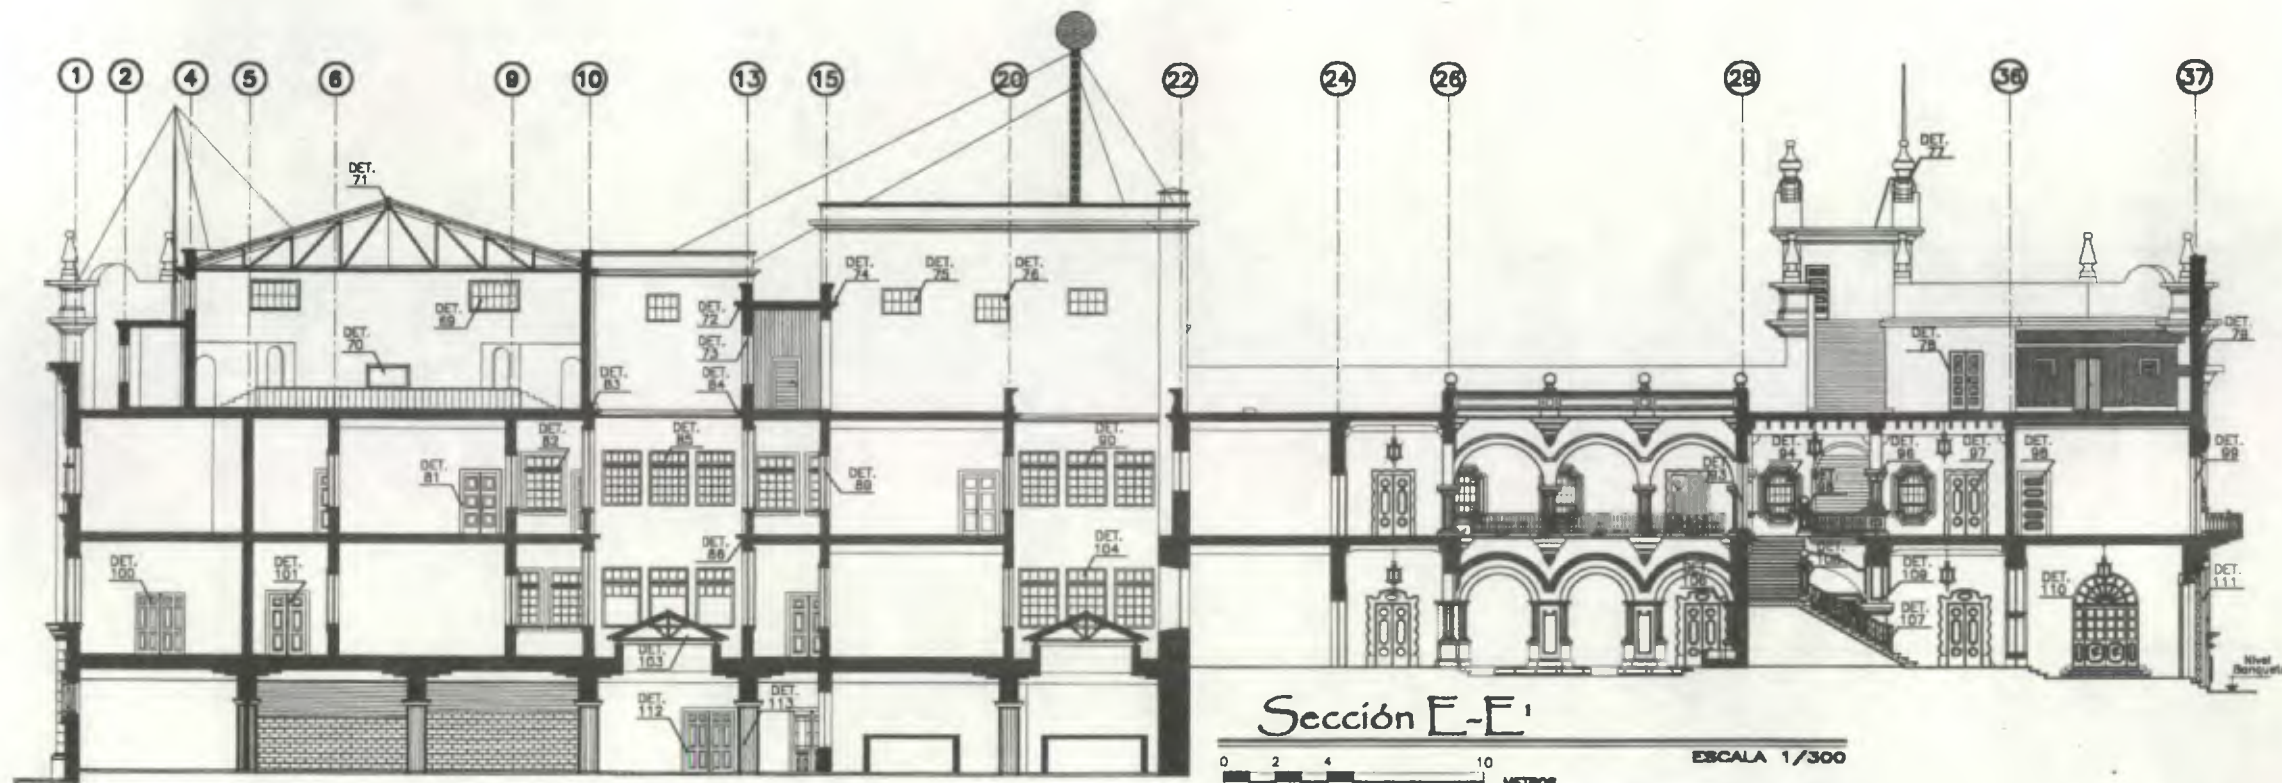 1 2 4 5 6 9 10 13 15 20 22 24 26 29 36 37
DET. 71
DET. 77
DET. 74
DET. 75
DET. 76
DET. 69
DET. 72
DET. 70
DET. 73
DET. 78
DET. 79
DET. 83
DET. 84
DET. 82
DET. 85
DET. 90
DET. 81
DET. 89
DET. 93
DET. 94
DET. 96
DET. 97
DET. 98
DET. 99
DET. 86
DET. 104
DET. 100
DET. 101
DET. 109
DET. 110
DET. 111
DET. 107
DET. 103
DET. 112
DET. 113
Nivel
Banqueta
Sección E-E'
ESCALA 1/300
0 2 4 10
METROS